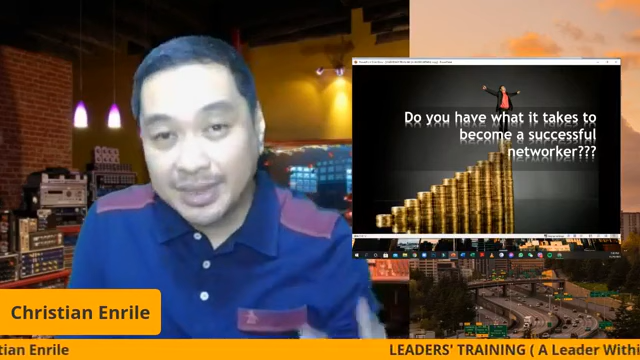 Do you have what it takes to
become a successful
networker???
Christian Enrile
tian Enrile
LEADERS' TRAINING ( A Leader Withi